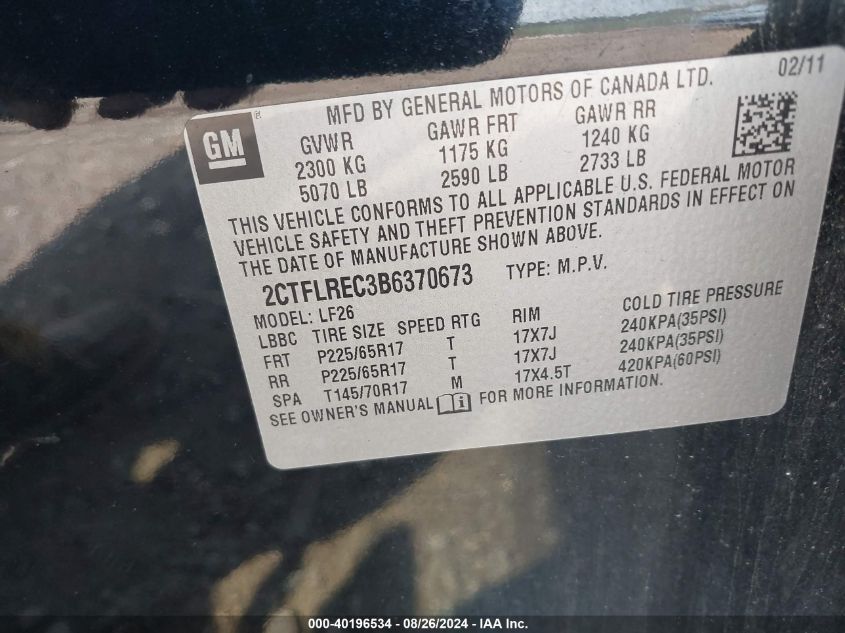 02/11
MFD BY GENERAL MOTORS OF CANADA LTD.
GM
GVWR GAWR FRT GAWR RR
2300 KG 1175 KG 1240 KG
5070 LB 2590 LB 2733 LB
THIS VEHICLE CONFORMS TO ALL APPLICABLE U.S. FEDERAL MOTOR
VEHICLE SAFETY AND THEFT PREVENTION STANDARDS IN EFFECT ON
THE DATE OF MANUFACTURE SHOWN ABOVE.
2CTFLREC3B6370673 TYPE: M.P.V.
MODEL: LF26
LBBC TIRE SIZE SPEED RTG RIM COLD TIRE PRESSURE
FRT P225/65R17 T 17X7J 240KPA(35PSI)
RR P225/65R17 T 17X7J 240KPA(35PSI)
SPA T145/70R17 M 17X4.5T 420KPA(60PSI)
SEE OWNER'S MANUAL FOR MORE INFORMATION.
000-40196534 - 08/26/2024 - IAA Inc.